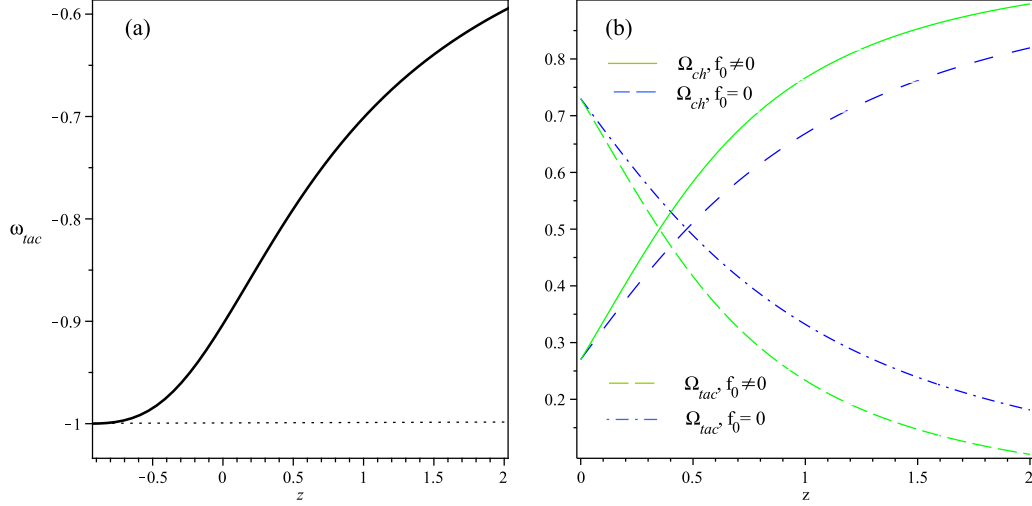 (a)
−0.6
−0.7
−0.8
−0.9
−1
ω_tac
−0.5
0
0.5
1
1.5
2
z
(b)
Ω_ch, f_0 ≠ 0
Ω_ch, f_0 = 0
0.8
0.7
0.6
0.5
0.4
0.3
0.2
Ω_tac, f_0 ≠ 0
Ω_tac, f_0 = 0
0
0.5
1
1.5
2
z